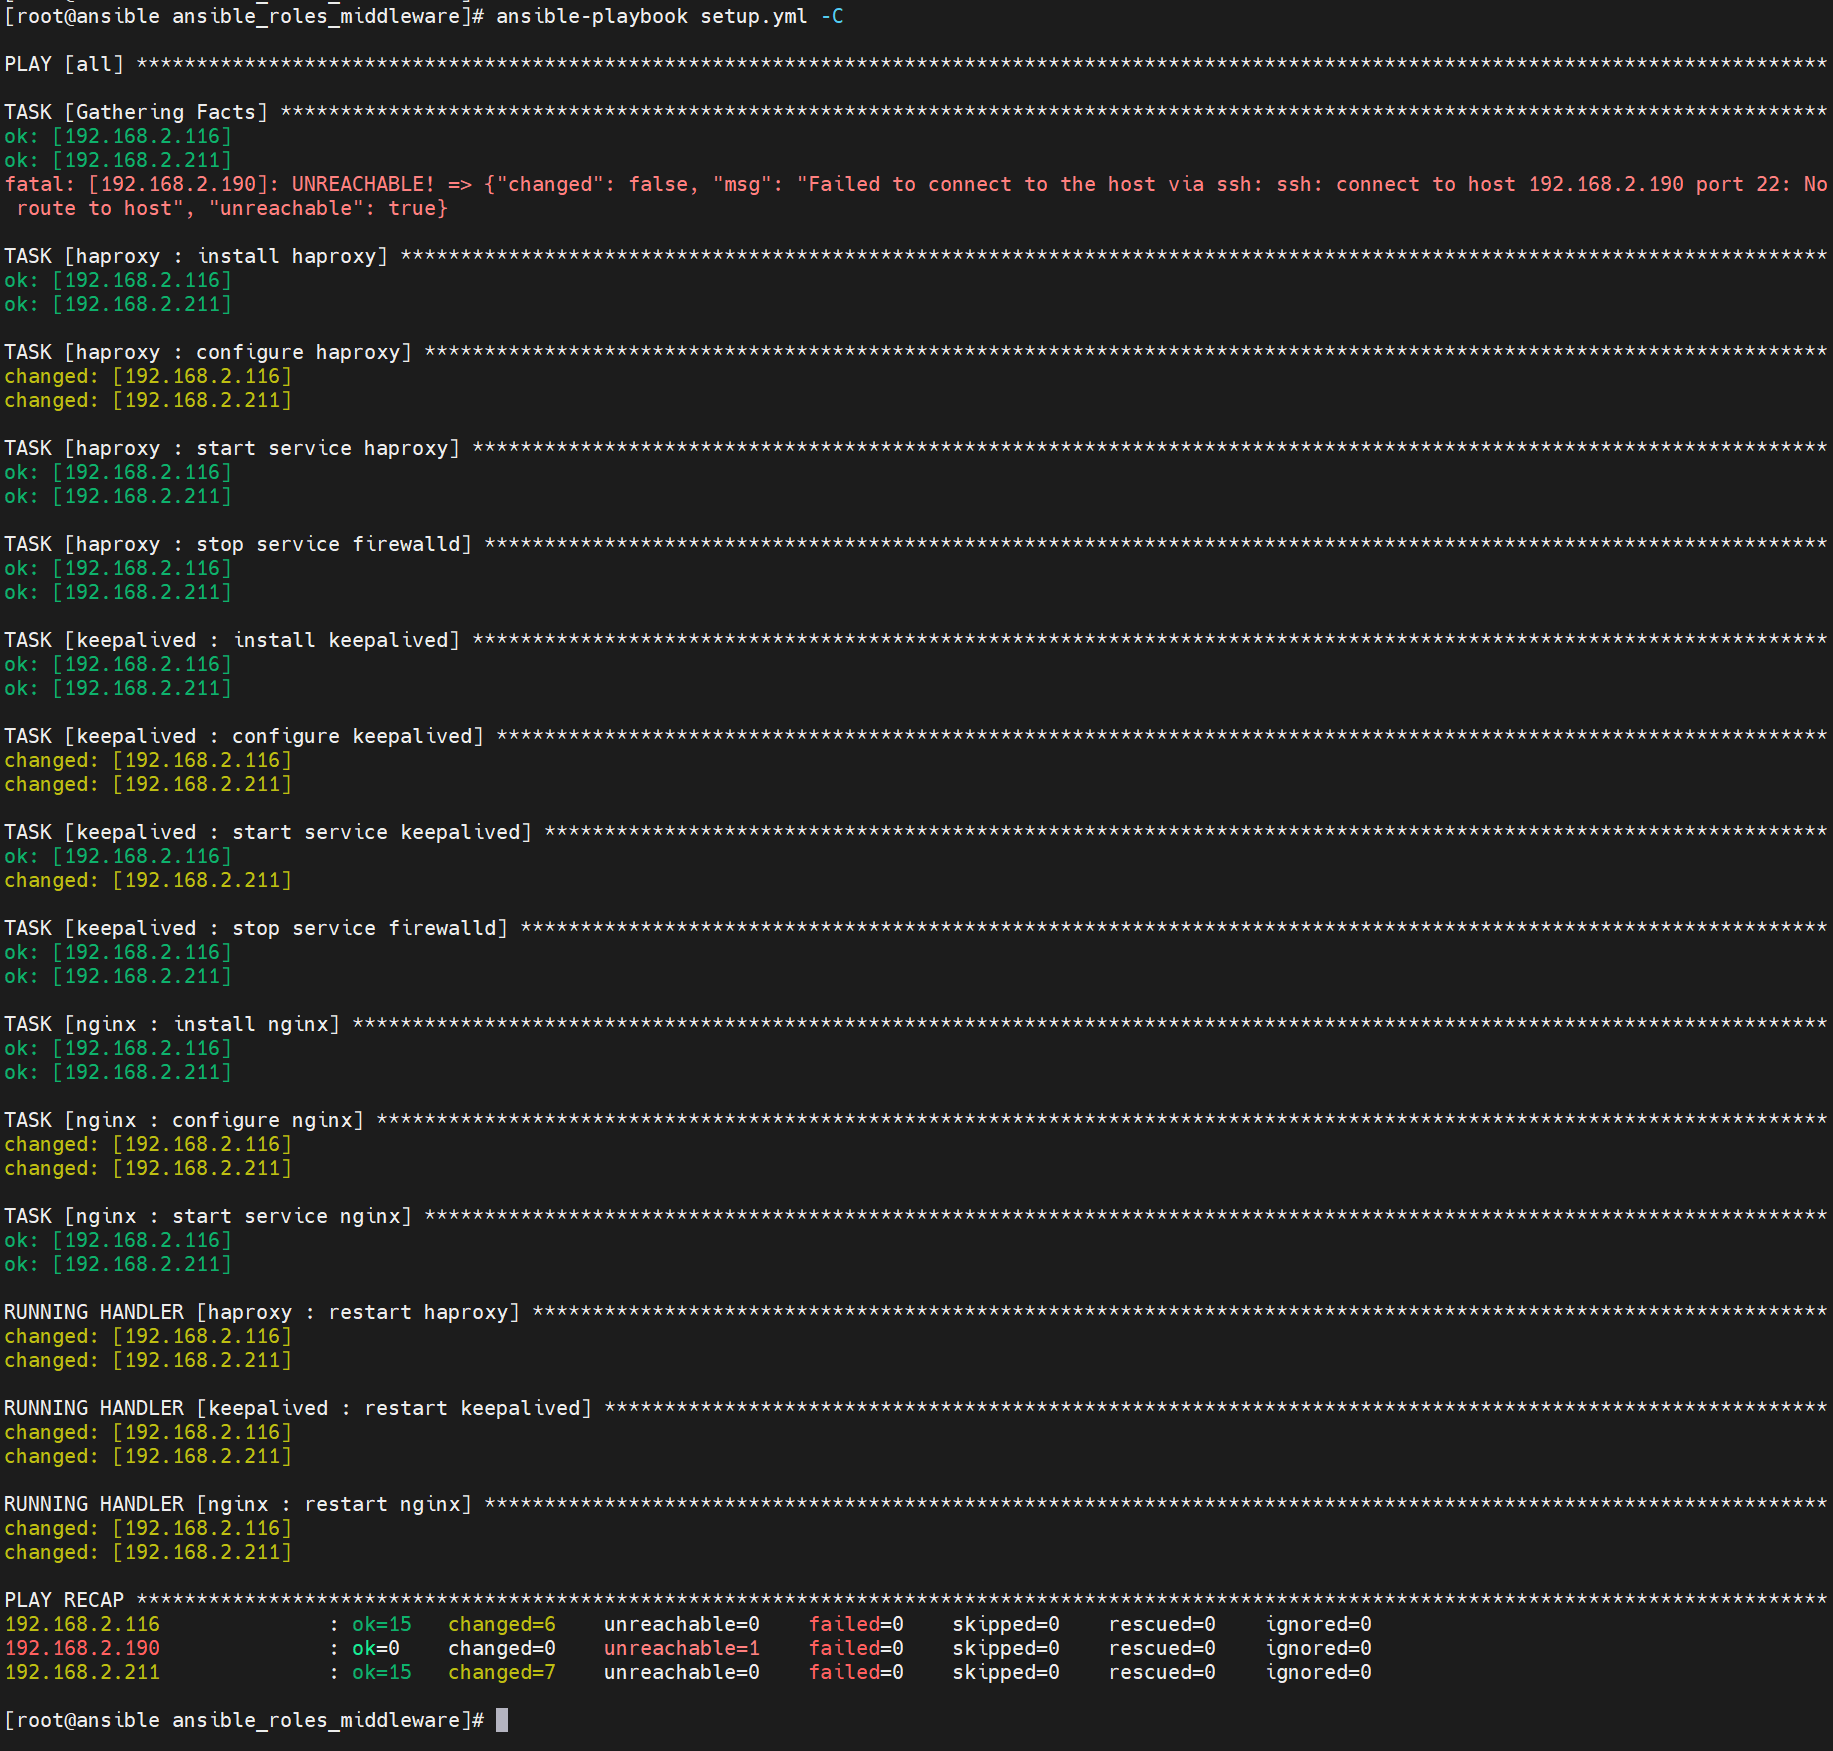 [root@ansible ansible_roles_middleware]# ansible-playbook setup.yml -C
PLAY [all] *********************************************************************************************************************************************
TASK [Gathering Facts] *********************************************************************************************************************************
ok: [192.168.2.116]
ok: [192.168.2.211]
fatal: [192.168.2.190]: UNREACHABLE! => {"changed": false, "msg": "Failed to connect to the host via ssh: ssh: connect to host 192.168.2.190 port 22: No
 route to host", "unreachable": true}
TASK [haproxy : install haproxy] ***********************************************************************************************************************
ok: [192.168.2.116]
ok: [192.168.2.211]
TASK [haproxy : configure haproxy] *********************************************************************************************************************
changed: [192.168.2.116]
changed: [192.168.2.211]
TASK [haproxy : start service haproxy] *****************************************************************************************************************
ok: [192.168.2.116]
ok: [192.168.2.211]
TASK [haproxy : stop service firewalld] ****************************************************************************************************************
ok: [192.168.2.116]
ok: [192.168.2.211]
TASK [keepalived : install keepalived] *****************************************************************************************************************
ok: [192.168.2.116]
ok: [192.168.2.211]
TASK [keepalived : configure keepalived] ***************************************************************************************************************
changed: [192.168.2.116]
changed: [192.168.2.211]
TASK [keepalived : start service keepalived] ***********************************************************************************************************
ok: [192.168.2.116]
changed: [192.168.2.211]
TASK [keepalived : stop service firewalld] *************************************************************************************************************
ok: [192.168.2.116]
ok: [192.168.2.211]
TASK [nginx : install nginx] ***************************************************************************************************************************
ok: [192.168.2.116]
ok: [192.168.2.211]
TASK [nginx : configure nginx] *************************************************************************************************************************
changed: [192.168.2.116]
changed: [192.168.2.211]
TASK [nginx : start service nginx] *********************************************************************************************************************
ok: [192.168.2.116]
ok: [192.168.2.211]
RUNNING HANDLER [haproxy : restart haproxy] ************************************************************************************************************
changed: [192.168.2.116]
changed: [192.168.2.211]
RUNNING HANDLER [keepalived : restart keepalived] ******************************************************************************************************
changed: [192.168.2.116]
changed: [192.168.2.211]
RUNNING HANDLER [nginx : restart nginx] ****************************************************************************************************************
changed: [192.168.2.116]
changed: [192.168.2.211]
PLAY RECAP *********************************************************************************************************************************************
192.168.2.116              : ok=15   changed=6    unreachable=0    failed=0    skipped=0    rescued=0    ignored=0
192.168.2.190              : ok=0    changed=0    unreachable=1    failed=0    skipped=0    rescued=0    ignored=0
192.168.2.211              : ok=15   changed=7    unreachable=0    failed=0    skipped=0    rescued=0    ignored=0
[root@ansible ansible_roles_middleware]#